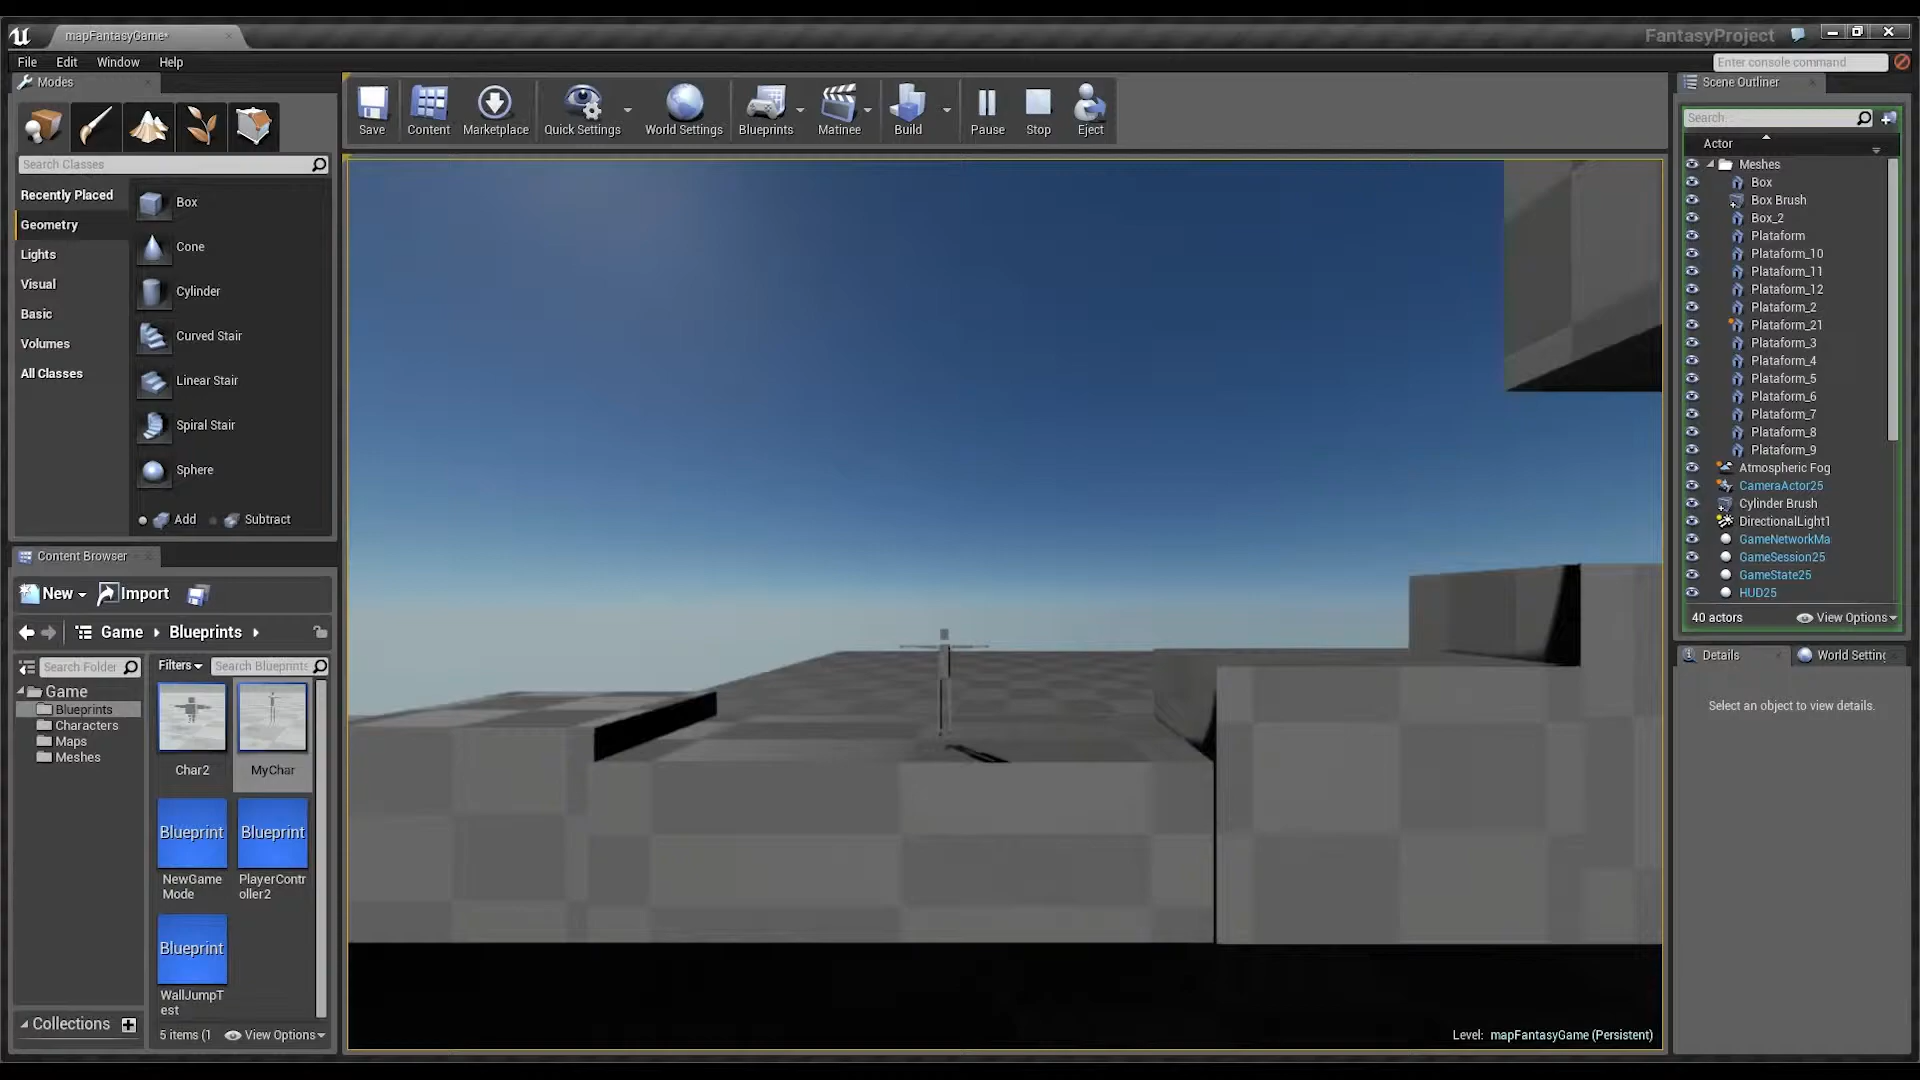 mapFantasyGame*
FantasyProject
File Edit Window Help
Enter console command
Modes
Search Classes
Recently Placed
Geometry
Lights
Visual
Basic
Volumes
All Classes
Box
Cone
Cylinder
Curved Stair
Linear Stair
Spiral Stair
Sphere
Add Subtract
Save Content Marketplace Quick Settings World Settings Blueprints Matinee Build Pause Stop Eject
Content Browser
New Import
Game Blueprints
Search Folder
Filters Search Blueprints
Game
Blueprints
Characters
Maps
Meshes
Char2 MyChar
Blueprint Blueprint
NewGame
Mode
PlayerContr
oller2
Blueprint
WallJumpT
est
Collections
5 items (1 View Options
Level: mapFantasyGame (Persistent)
Scene Outliner
Search
Actor
Meshes
Box
Box Brush
Box_2
Plataform
Plataform_10
Plataform_11
Plataform_12
Plataform_2
Plataform_21
Plataform_3
Plataform_4
Plataform_5
Plataform_6
Plataform_7
Plataform_8
Plataform_9
Atmospheric Fog
CameraActor25
Cylinder Brush
DirectionalLight1
GameNetworkMa
GameSession25
GameState25
HUD25
40 actors View Options
Details World Setting
Select an object to view details.